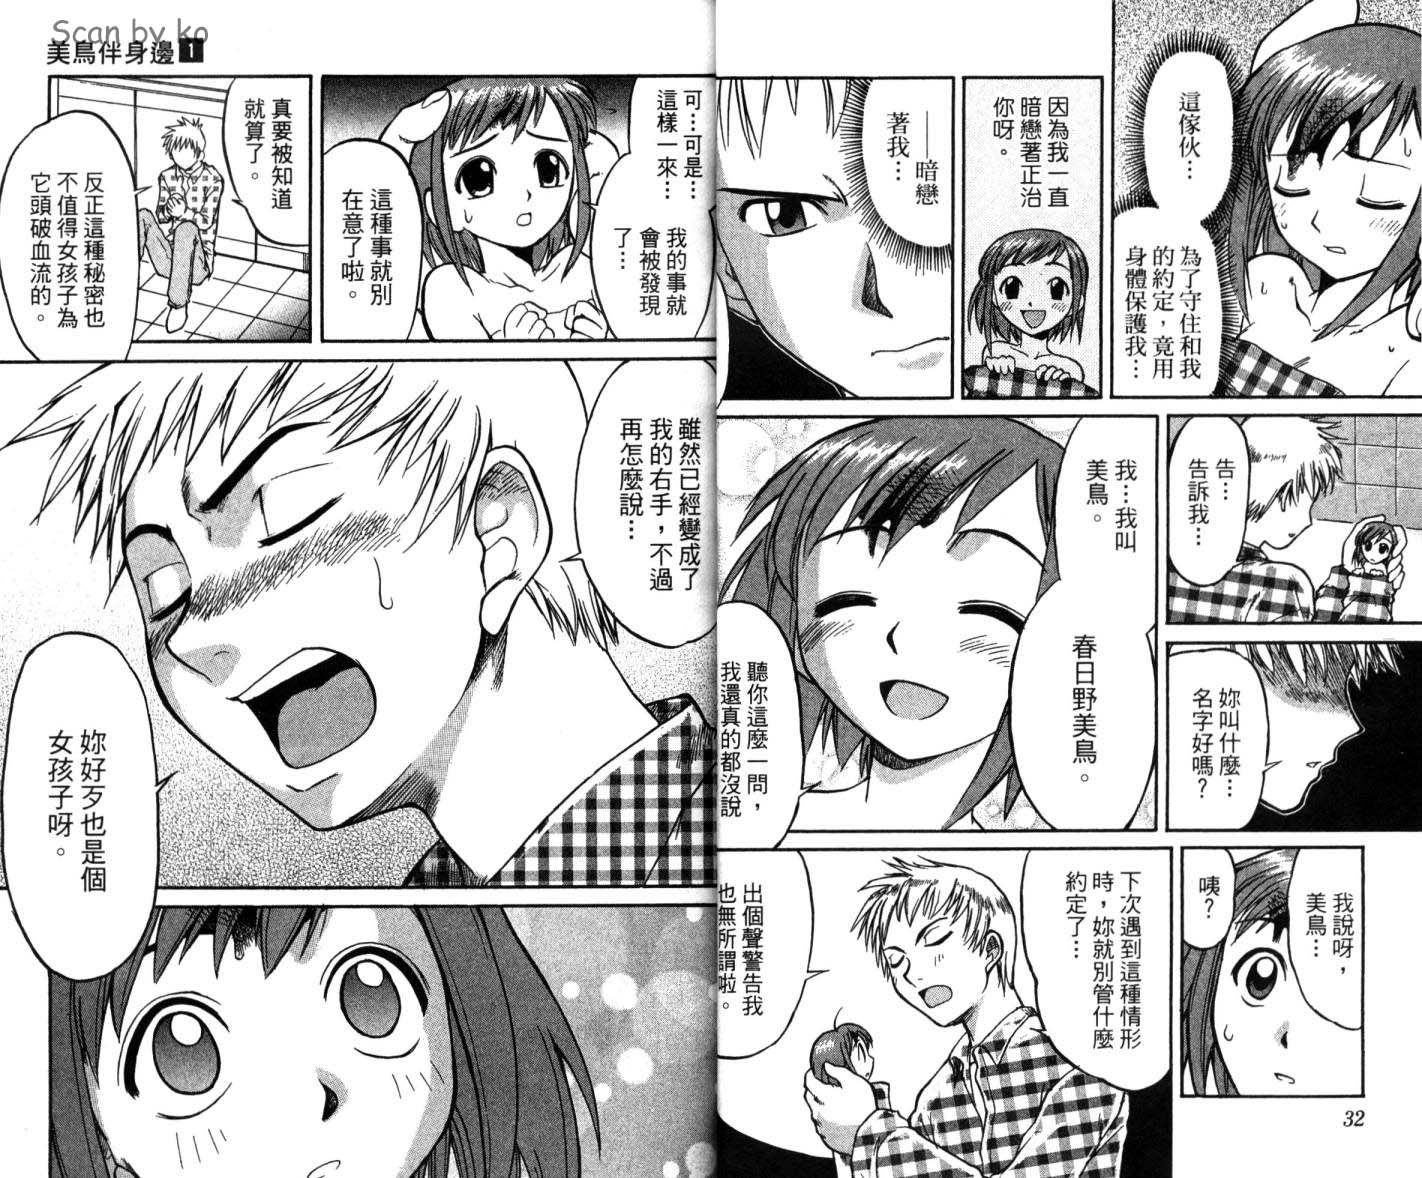 Scan by ko
美鳥伴身邊1
這傢伙…
為了守住和我
的約定，竟用
身體保護我…
因為我一直
暗戀著正治
你呀。
——暗戀
著我…
告…
告訴我…
妳叫什麼…
名字好嗎？
我…我叫
美鳥。
春日野美鳥。
聽你這麼一問，
我還真的都沒說
我說呀，
美鳥…
咦？
下次遇到這種情形
時，妳就別管什麼
約定了…
出個聲警告我
也無所謂啦。
32
可…可是…
這樣一來…
我的事就
會被發現
了…
這種事就別
在意了啦。
真要被知道
就算了。
反正這種秘密也
不值得女孩子為
它頭破血流的。
雖然已經變成了
我的右手，不過
再怎麼說…
妳好歹也是個
女孩子呀。